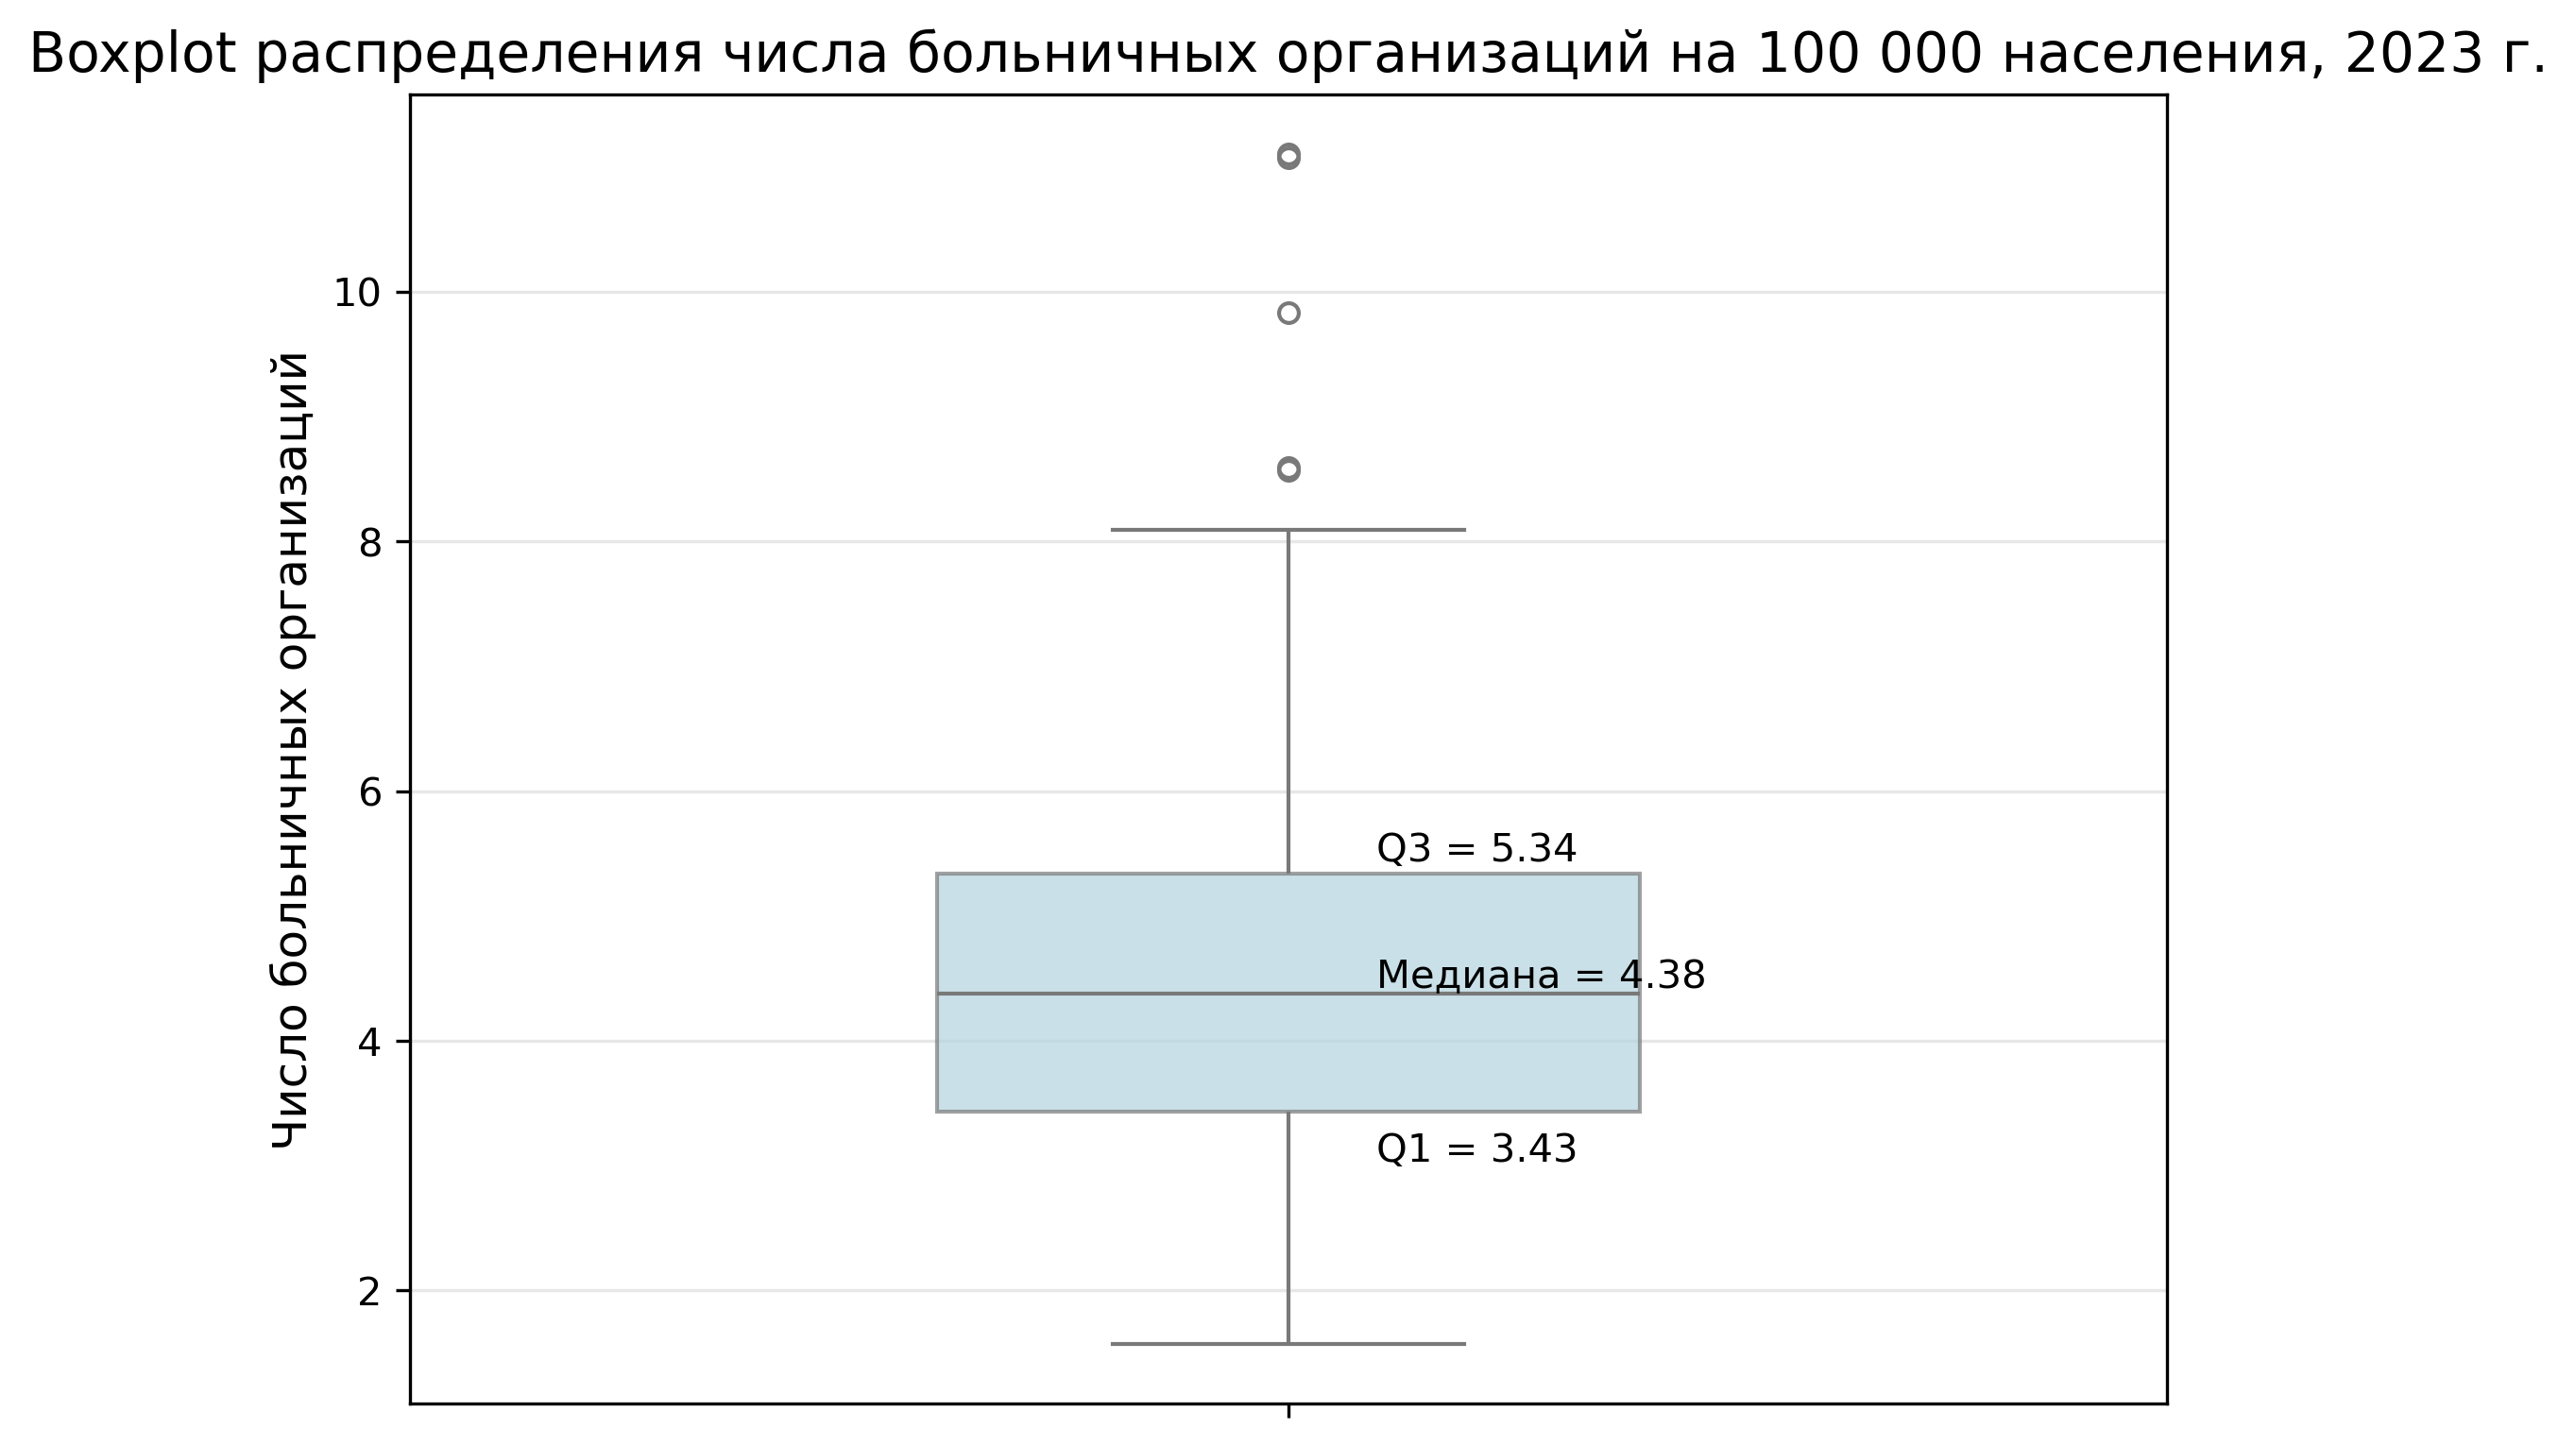 Boxplot распределения числа больничных организаций на 100 000 населения, 2023 г.
Число больничных организаций
10
8
6
Q3 = 5.34
Медиана = 4.38
4
Q1 = 3.43
2